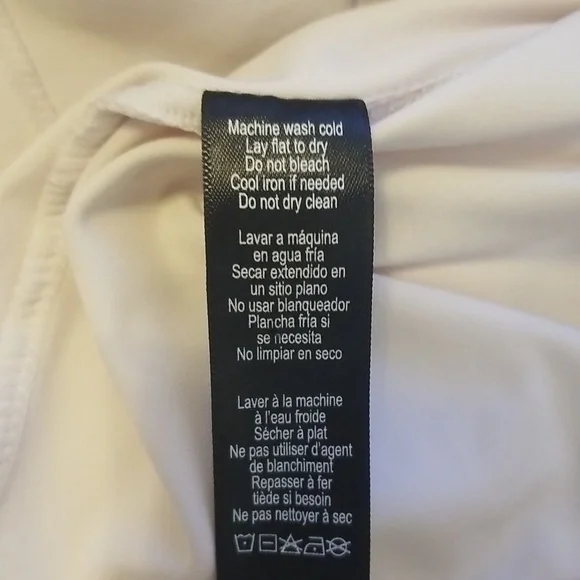 Machine wash cold
Lay flat to dry
Do not bleach
Cool iron if needed
Do not dry clean
Lavar a máquina
en agua fría
Secar extendido en
un sitio plano
No usar blanqueador
Plancha fría si
se necesita
No limpiar en seco
Laver à la machine
à l'eau froide
Sécher à plat
Ne pas utiliser d'agent
de blanchiment
Repasser à fer
tiède si besoin
Ne pas nettoyer à sec